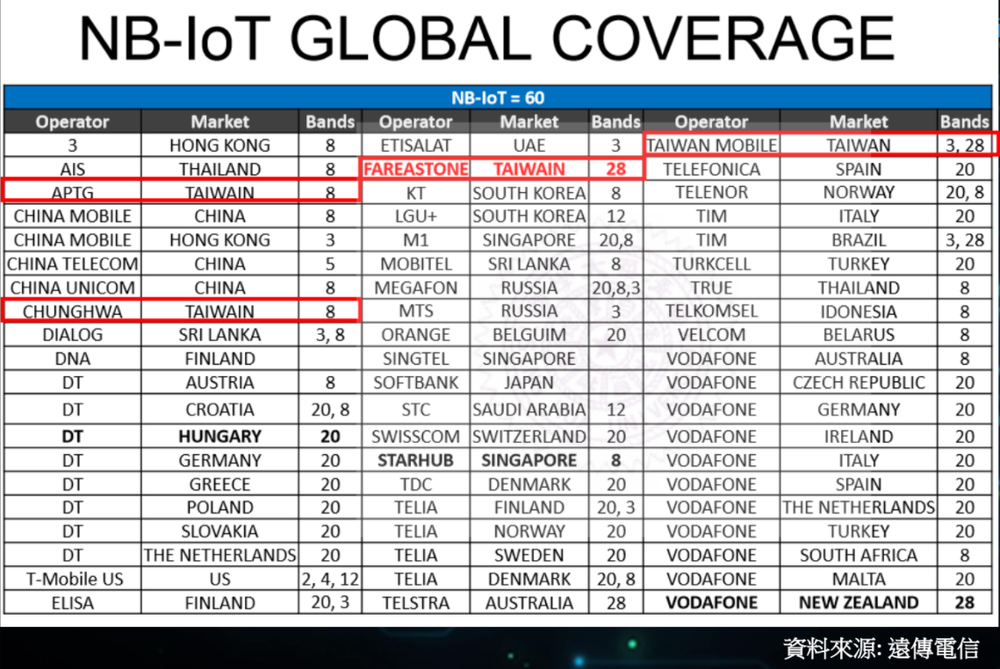 NB-IoT GLOBAL COVERAGE
NB-IoT = 60
Operator Market Bands Operator Market Bands Operator Market Bands
3 HONG KONG 8 ETISALAT UAE 3 TAIWAN MOBILE TAIWAN 3, 28
AIS THAILAND 8 FAREASTONE TAIWAIN 28 TELEFONICA SPAIN 20
APTG TAIWAIN 8 KT SOUTH KOREA 8 TELENOR NORWAY 20, 8
CHINA MOBILE CHINA 8 LGU+ SOUTH KOREA 12 TIM ITALY 20
CHINA MOBILE HONG KONG 3 M1 SINGAPORE 20,8 TIM BRAZIL 3, 28
CHINA TELECOM CHINA 5 MOBITEL SRI LANKA 8 TURKCELL TURKEY 20
CHINA UNICOM CHINA 8 MEGAFON RUSSIA 20,8,3 TRUE THAILAND 8
CHUNGHWA TAIWAIN 8 MTS RUSSIA 3 TELKOMSEL IDONESIA 8
DIALOG SRI LANKA 3, 8 ORANGE BELGUIM 20 VELCOM BELARUS 8
DNA FINLAND SINGTEL SINGAPORE VODAFONE AUSTRALIA 8
DT AUSTRIA 8 SOFTBANK JAPAN VODAFONE CZECH REPUBLIC 20
DT CROATIA 20, 8 STC SAUDI ARABIA 12 VODAFONE GERMANY 20
DT HUNGARY 20 SWISSCOM SWITZERLAND 20 VODAFONE IRELAND 20
DT GERMANY 20 STARHUB SINGAPORE 8 VODAFONE ITALY 20
DT GREECE 20 TDC DENMARK 20 VODAFONE SPAIN 20
DT POLAND 20 TELIA FINLAND 20, 3 VODAFONE THE NETHERLANDS 20
DT SLOVAKIA 20 TELIA NORWAY 20 VODAFONE TURKEY 20
DT THE NETHERLANDS 20 TELIA SWEDEN 20 VODAFONE SOUTH AFRICA 8
T-Mobile US US 2, 4, 12 TELIA DENMARK 20, 8 VODAFONE MALTA 20
ELISA FINLAND 20, 3 TELSTRA AUSTRALIA 28 VODAFONE NEW ZEALAND 28
資料來源: 遠傳電信